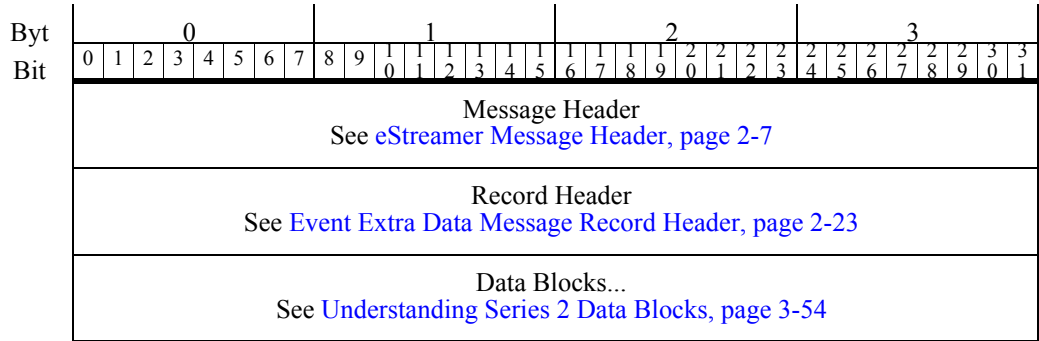 Byt 0 1 2 3
Bit 0 1 2 3 4 5 6 7 8 9 10 11 12 13 14 15 16 17 18 19 20 21 22 23 24 25 26 27 28 29 30 31
Message Header
See eStreamer Message Header, page 2-7
Record Header
See Event Extra Data Message Record Header, page 2-23
Data Blocks...
See Understanding Series 2 Data Blocks, page 3-54